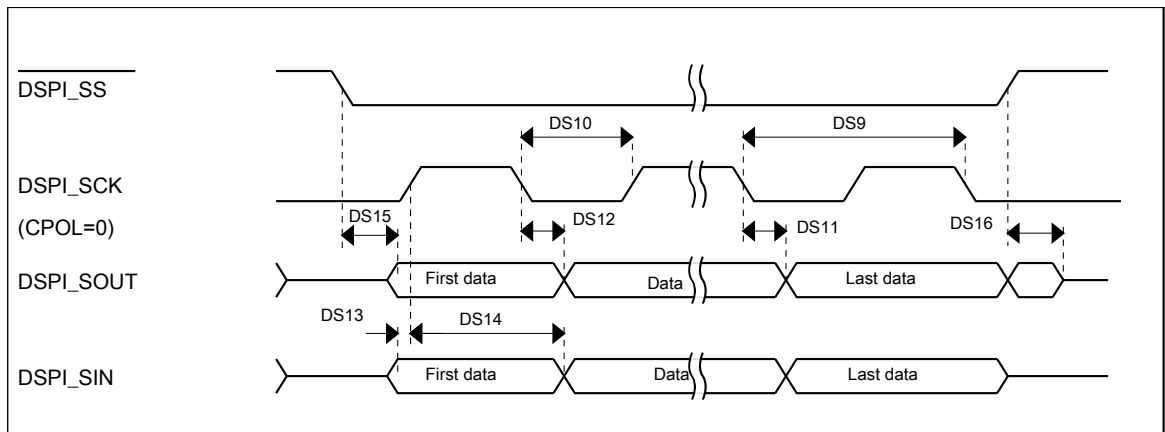 DSPI_SS
DS10
DS9
DSPI_SCK
(CPOL=0)
DS15
DS12
DS11
DS16
DSPI_SOUT
First data
Data
Last data
DS13
DS14
DSPI_SIN
First data
Data
Last data